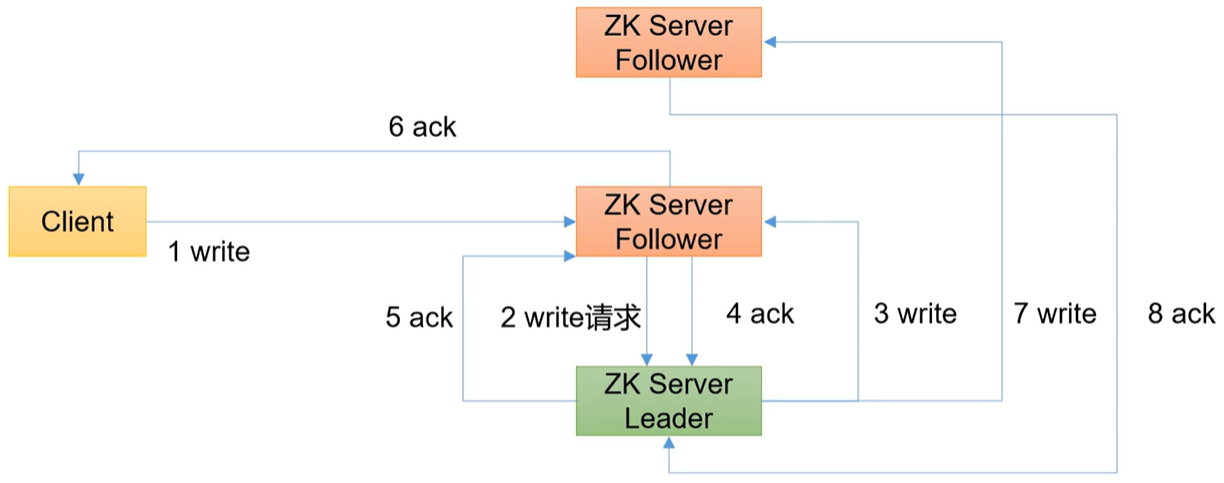 ZK Server
Follower
6 ack
Client
1 write
ZK Server
Follower
5 ack
2 write请求
4 ack
3 write
7 write
8 ack
ZK Server
Leader